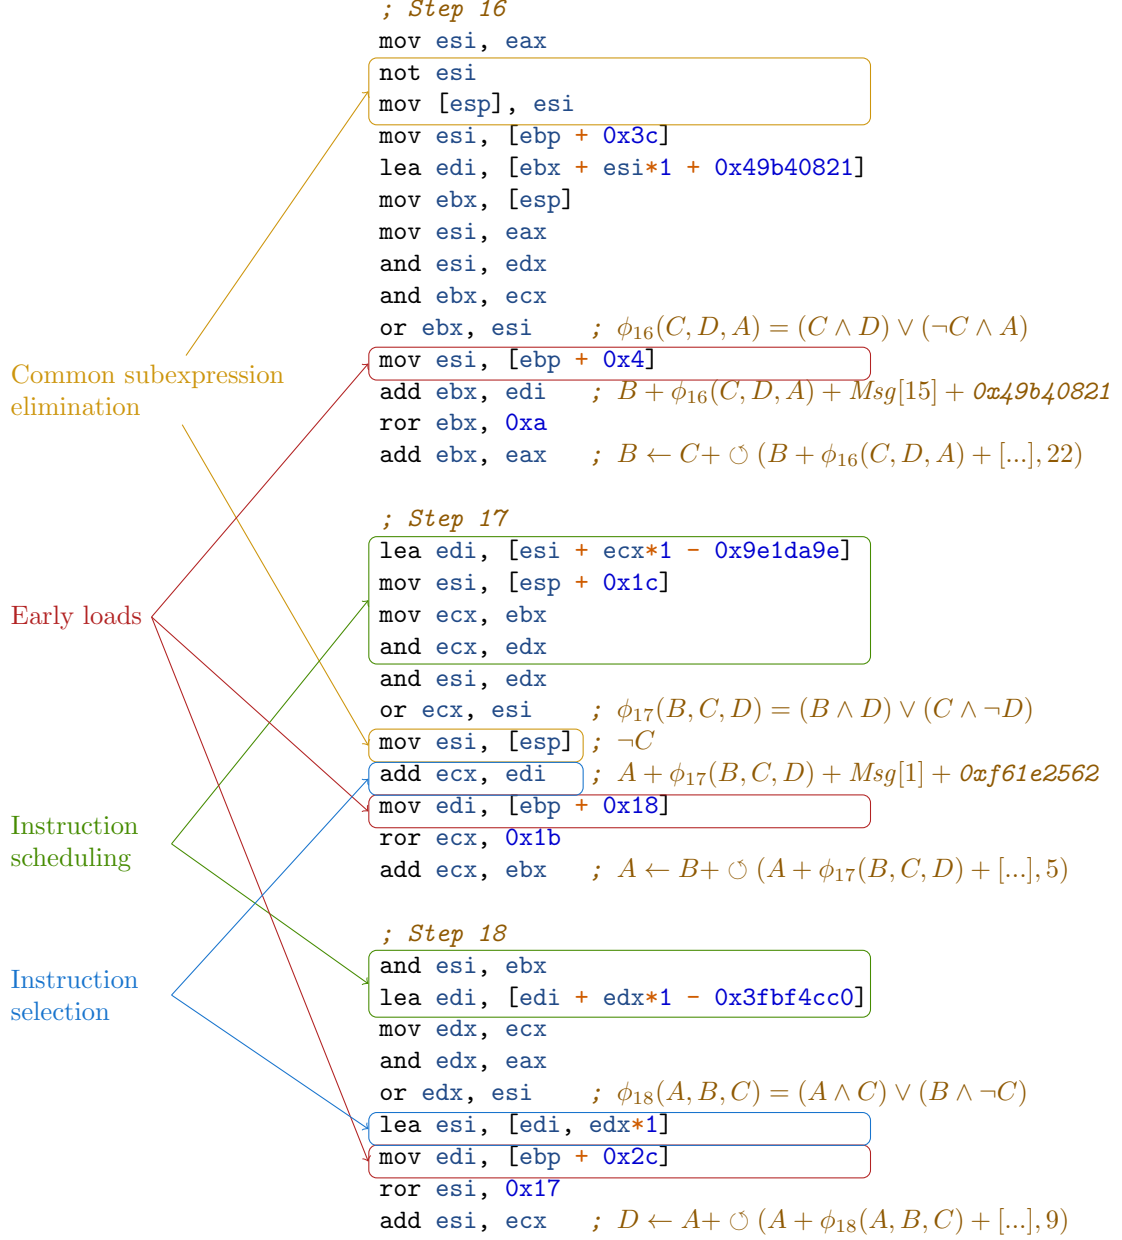 ; Step 16
mov esi, eax
not esi
mov [esp], esi
mov esi, [ebp + 0x3c]
lea edi, [ebx + esi*1 + 0x49b40821]
mov ebx, [esp]
mov esi, eax
and esi, edx
and ebx, ecx
or ebx, esi ; ϕ₁₆(C, D, A) = (C ∧ D) ∨ (¬C ∧ A)
mov esi, [ebp + 0x4]
Common subexpression
elimination
add ebx, edi ; B + ϕ₁₆(C, D, A) + Msg[15] + 0x49b40821
ror ebx, 0xa
add ebx, eax ; B ← C+ ↺ (B + ϕ₁₆(C, D, A) + [...], 22)
; Step 17
lea edi, [esi + ecx*1 - 0x9e1da9e]
mov esi, [esp + 0x1c]
mov ecx, ebx
and ecx, edx
Early loads
and esi, edx
or ecx, esi ; ϕ₁₇(B, C, D) = (B ∧ D) ∨ (C ∧ ¬D)
mov esi, [esp] ; ¬C
add ecx, edi ; A + ϕ₁₇(B, C, D) + Msg[1] + 0xf61e2562
mov edi, [ebp + 0x18]
ror ecx, 0x1b
add ecx, ebx ; A ← B+ ↺ (A + ϕ₁₇(B, C, D) + [...], 5)
Instruction
scheduling
; Step 18
and esi, ebx
lea edi, [edi + edx*1 - 0x3fbf4cc0]
mov edx, ecx
and edx, eax
Instruction
selection
or edx, esi ; ϕ₁₈(A, B, C) = (A ∧ C) ∨ (B ∧ ¬C)
lea esi, [edi, edx*1]
mov edi, [ebp + 0x2c]
ror esi, 0x17
add esi, ecx ; D ← A+ ↺ (A + ϕ₁₈(A, B, C) + [...], 9)